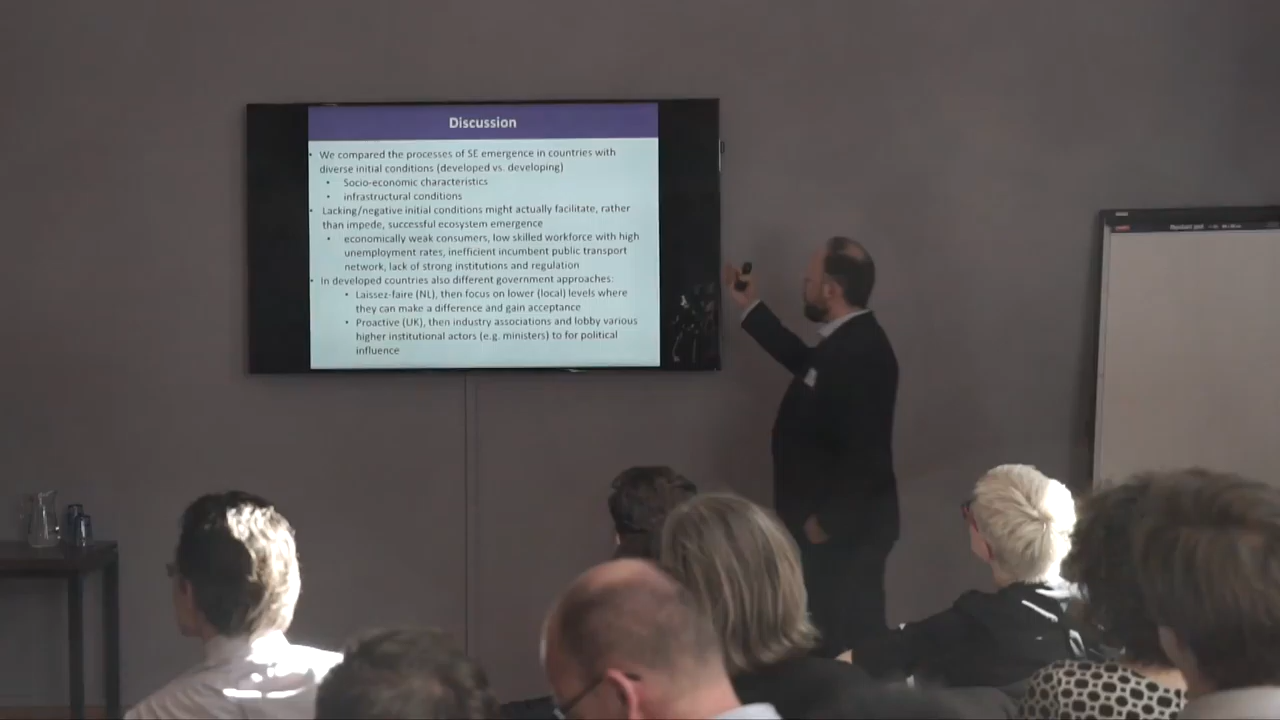 Discussion
• We compared the processes of SE emergence in countries with
diverse initial conditions (developed vs. developing)
• Socio-economic characteristics
• infrastructural conditions
• Lacking/negative initial conditions might actually facilitate, rather
than impede, successful ecosystem emergence
• economically weak consumers, low skilled workforce with high
unemployment rates, inefficient incumbent public transport
network, lack of strong institutions and regulation
• In developed countries also different government approaches:
• Laissez-faire (NL), then focus on lower (local) levels where
they can make a difference and gain acceptance
• Proactive (UK), then industry associations and lobby various
higher institutional actors (e.g. ministers) to for political
influence